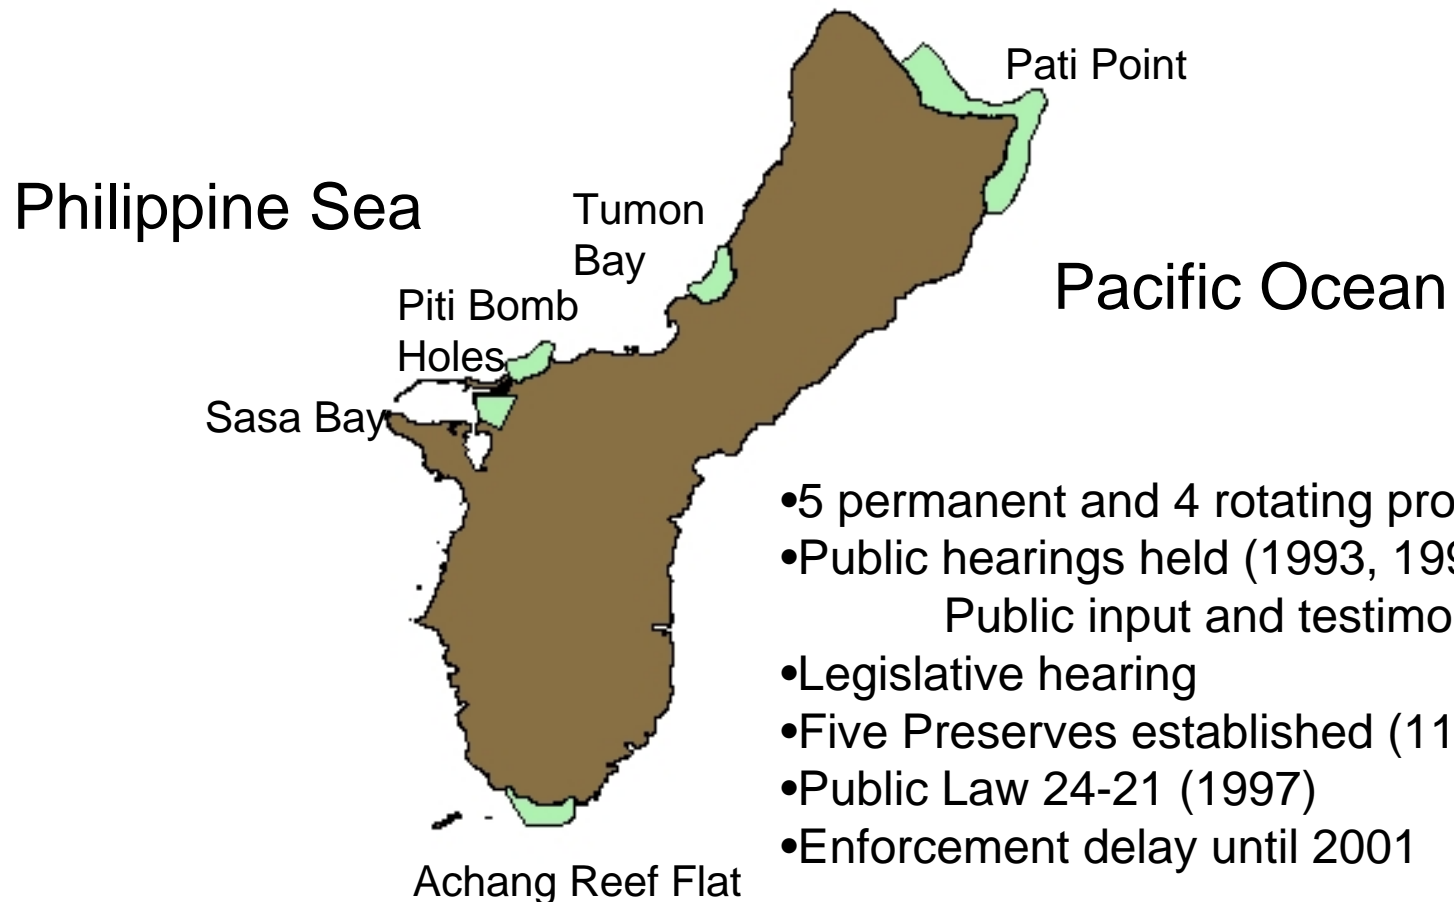 Pati Point
Philippine Sea
Tumon
Bay
Pacific Ocean
Piti Bomb
Holes
Sasa Bay
•5 permanent and 4 rotating
•Public hearings held (1993,
Public input and
•Legislative hearing
•Five Preserves established
•Public Law 24-21 (1997)
•Enforcement delay until 2001
Achang Reef Flat